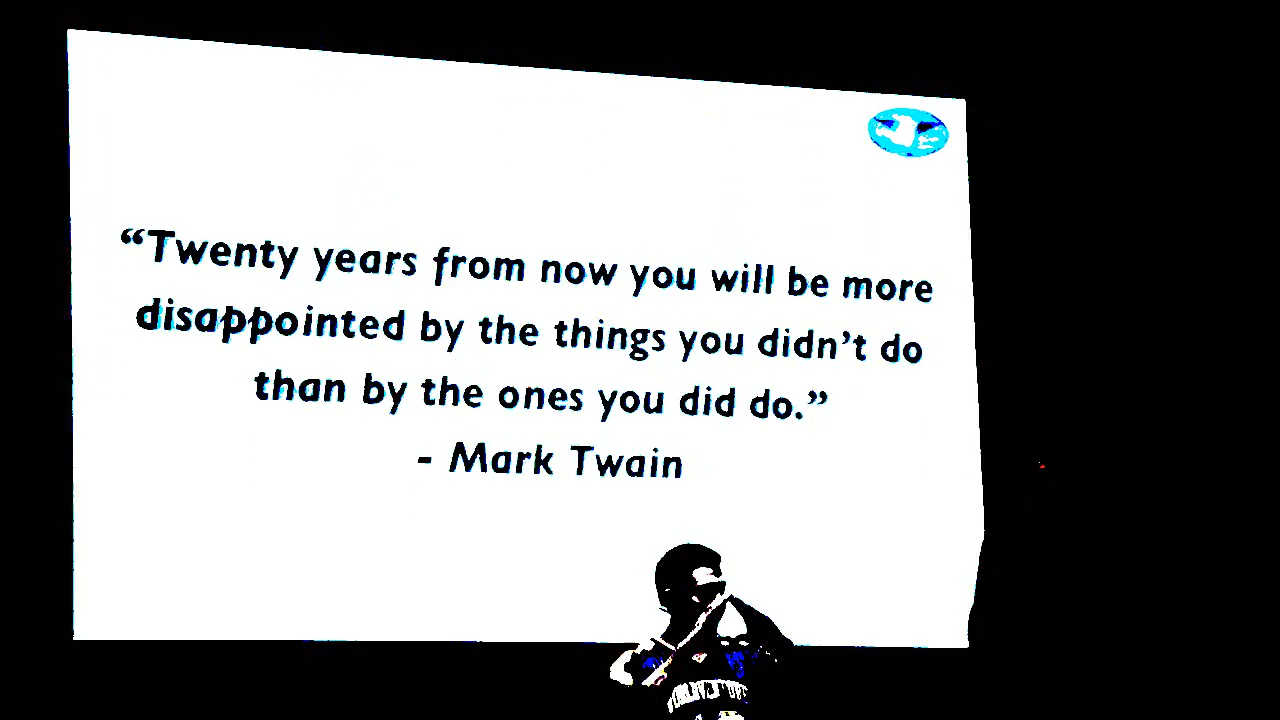 “Twenty years from now you will be more
disappointed by the things you didn’t do
than by the ones you did do.”
- Mark Twain